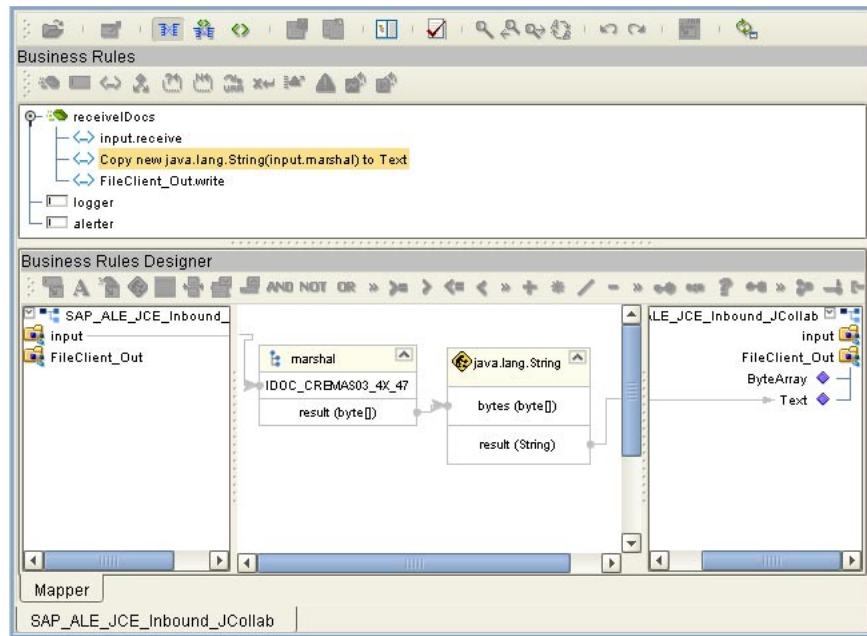 Business Rules
receiveIDocs
input.receive
Copy new java.lang.String(input.marshal) to Text
FileClient_Out.write
logger
alerter
Business Rules Designer
AND NOT OR » >= > <= < » + * / - » ? »
SAP_ALE_JCE_Inbound_
input
FileClient_Out
marshal
IDOC_CREMAS03_4X_47
result (byte[])
java.lang.String
bytes (byte[])
result (String)
LE_JCE_Inbound_JCollab
input
FileClient_Out
ByteArray
Text
Mapper
SAP_ALE_JCE_Inbound_JCollab